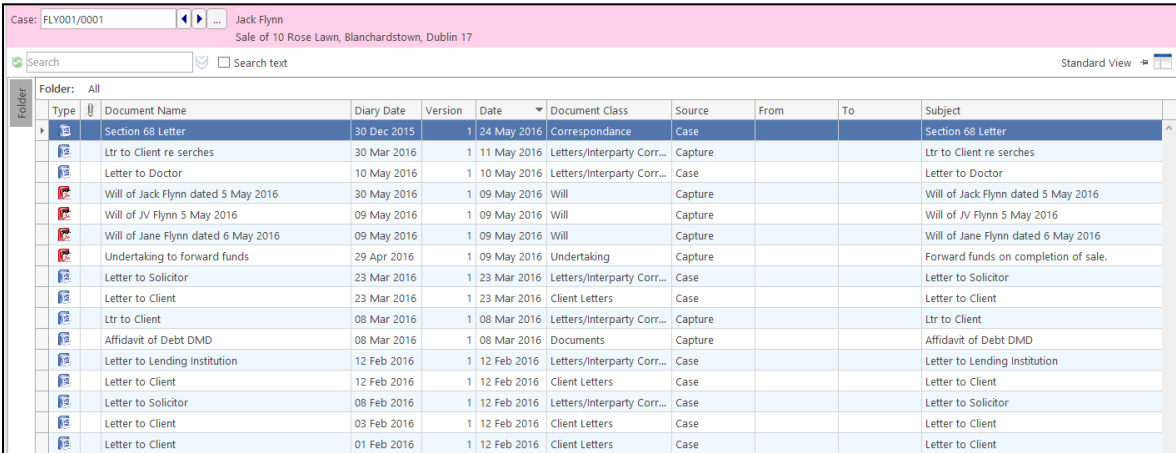 Case: FLY001/0001 ... Jack Flynn
Sale of 10 Rose Lawn, Blanchardstown, Dublin 17
Search Search text Standard View
Folder
Folder: All
Type Document Name Diary Date Version Date Document Class Source From To Subject
Section 68 Letter 30 Dec 2015 1 24 May 2016 Correspondance Case Section 68 Letter
Ltr to Client re serches 30 Mar 2016 1 11 May 2016 Letters/Interparty Corr... Capture Ltr to Client re serches
Letter to Doctor 10 May 2016 1 10 May 2016 Letters/Interparty Corr... Case Letter to Doctor
Will of Jack Flynn dated 5 May 2016 30 May 2016 1 09 May 2016 Will Capture Will of Jack Flynn dated 5 May 2016
Will of JV Flynn 5 May 2016 09 May 2016 1 09 May 2016 Will Capture Will of JV Flynn 5 May 2016
Will of Jane Flynn dated 6 May 2016 09 May 2016 1 09 May 2016 Will Capture Will of Jane Flynn dated 6 May 2016
Undertaking to forward funds 29 Apr 2016 1 09 May 2016 Undertaking Capture Forward funds on completion of sale.
Letter to Solicitor 23 Mar 2016 1 23 Mar 2016 Letters/Interparty Corr... Case Letter to Solicitor
Letter to Client 23 Mar 2016 1 23 Mar 2016 Client Letters Case Letter to Client
Ltr to Client 08 Mar 2016 1 08 Mar 2016 Letters/Interparty Corr... Capture Ltr to Client
Affidavit of Debt DMD 08 Mar 2016 1 08 Mar 2016 Documents Capture Affidavit of Debt DMD
Letter to Lending Institution 12 Feb 2016 1 12 Feb 2016 Letters/Interparty Corr... Case Letter to Lending Institution
Letter to Client 12 Feb 2016 1 12 Feb 2016 Client Letters Case Letter to Client
Letter to Solicitor 08 Feb 2016 1 12 Feb 2016 Letters/Interparty Corr... Case Letter to Solicitor
Letter to Client 03 Feb 2016 1 12 Feb 2016 Client Letters Case Letter to Client
Letter to Client 01 Feb 2016 1 12 Feb 2016 Client Letters Case Letter to Client